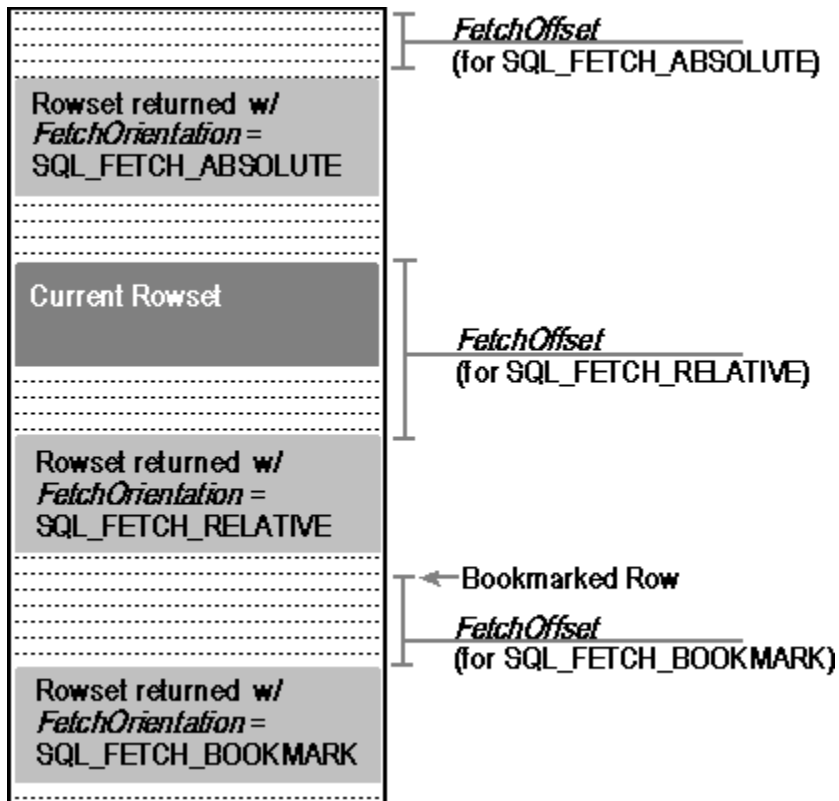 FetchOffset
(for SQL_FETCH_ABSOLUTE)
Rowset returned w/
FetchOrientation =
SQL_FETCH_ABSOLUTE
Current Rowset
FetchOffset
(for SQL_FETCH_RELATIVE)
Rowset returned w/
FetchOrientation =
SQL_FETCH_RELATIVE
Bookmarked Row
FetchOffset
(for SQL_FETCH_BOOKMARK)
Rowset returned w/
FetchOrientation =
SQL_FETCH_BOOKMARK